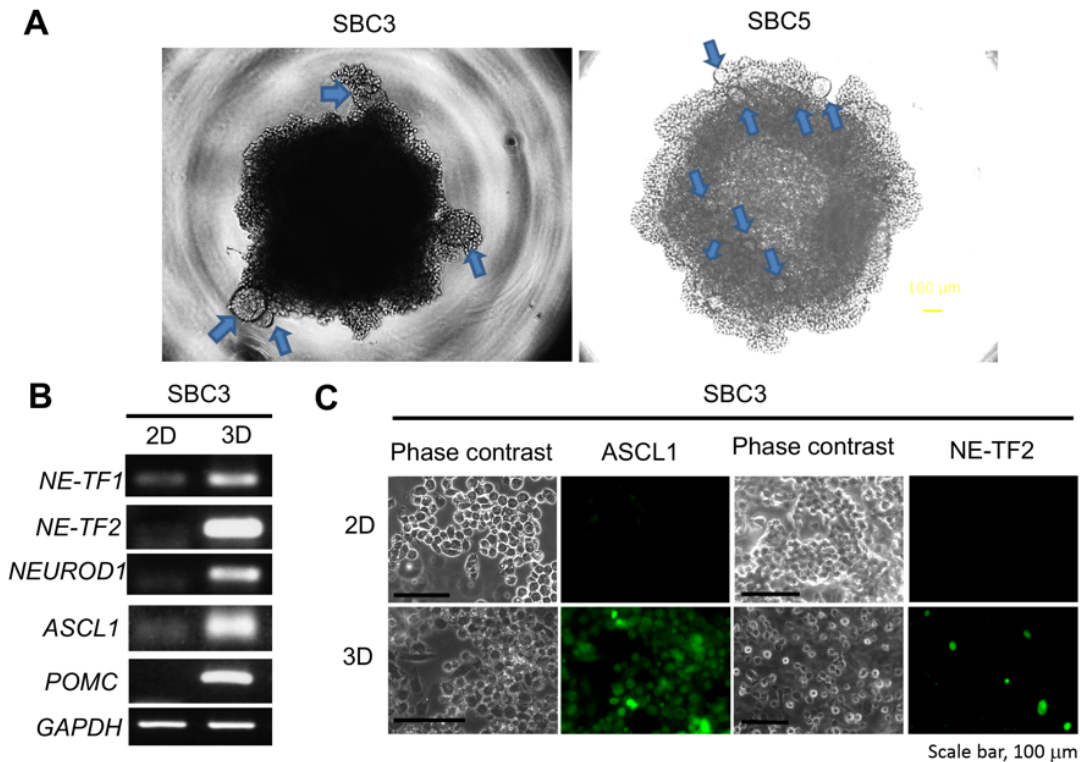 A
SBC3
SBC5
100 μm
B
SBC3
2D 3D
NE-TF1
NE-TF2
NEUROD1
ASCL1
POMC
GAPDH
C
SBC3
Phase contrast ASCL1 Phase contrast NE-TF2
2D
3D
Scale bar, 100 μm